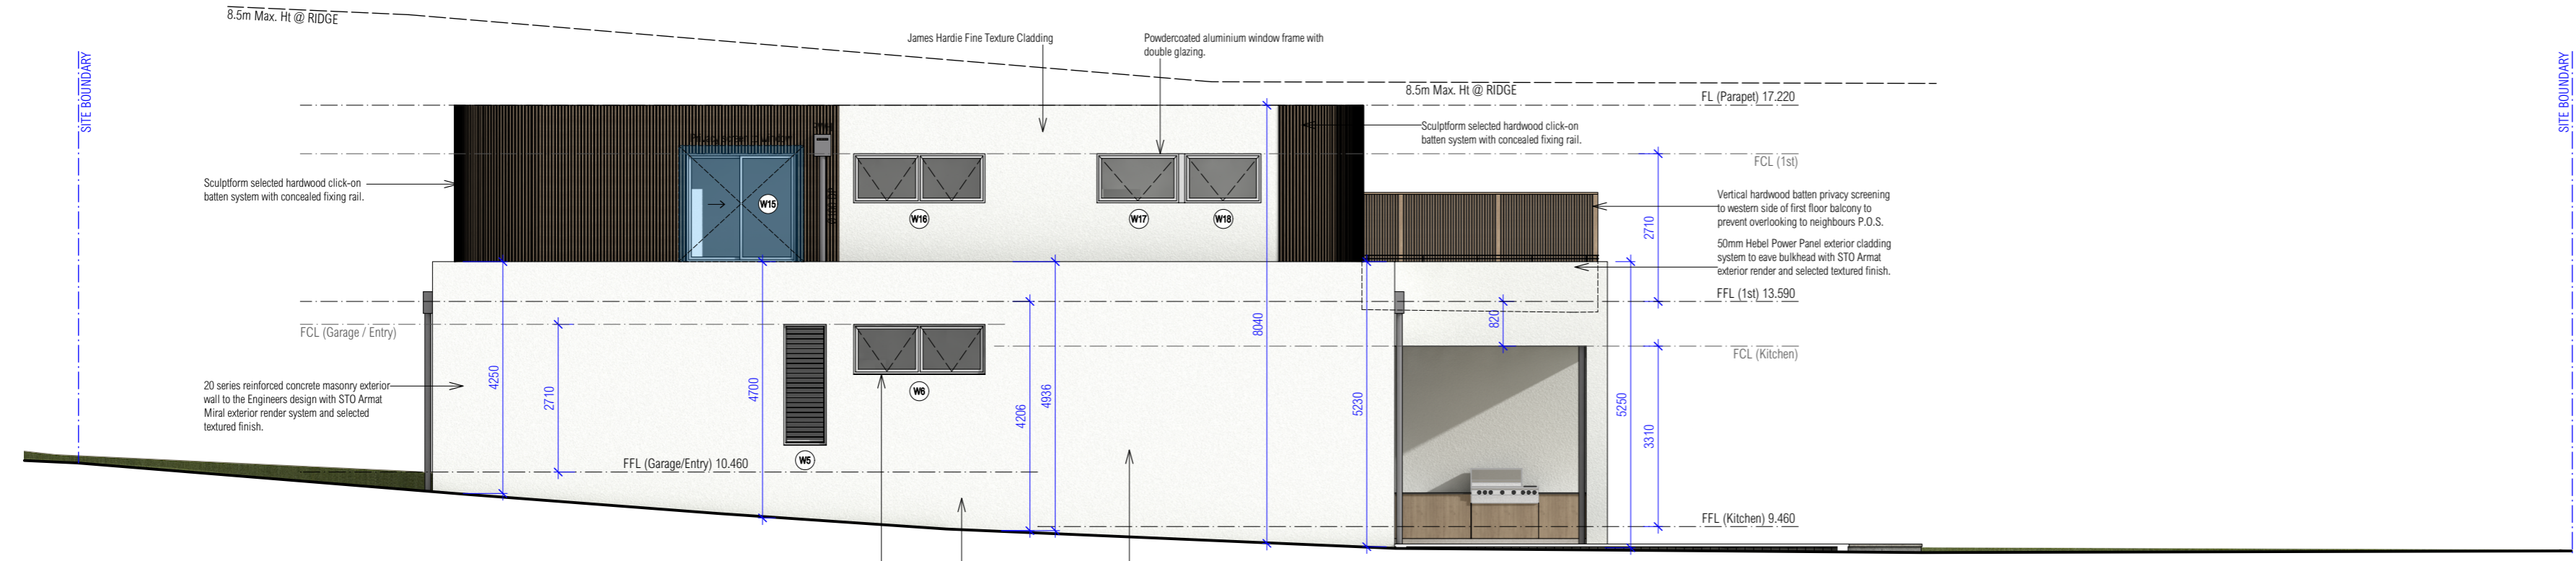 8.5m Max. Ht @ RIDGE
SITE BOUNDARY
James Hardie Fine Texture Cladding
Powdercoated aluminium window frame with
double glazing.
SITE BOUNDARY
8.5m Max. Ht @ RIDGE
FL (Parapet) 17.220
Sculptform selected hardwood click-on
batten system with concealed fixing rail.
Privacy screen to window
FCL (1st)
Sculptform selected hardwood click-on
batten system with concealed fixing rail.
W15
W16
W17
W18
2710
Vertical hardwood batten privacy screening
to western side of first floor balcony to
prevent overlooking to neighbours P.O.S.
50mm Hebel Power Panel exterior cladding
system to eave bulkhead with STO Armat
exterior render and selected textured finish.
FFL (1st) 13.590
FCL (Garage / Entry)
8040
820
FCL (Kitchen)
20 series reinforced concrete masonry exterior
wall to the Engineers design with STO Armat
Miral exterior render system and selected
textured finish.
4250
2710
4700
W6
4206
4936
5230
5250
3310
W5
FFL (Garage/Entry) 10.460
FFL (Kitchen) 9.460